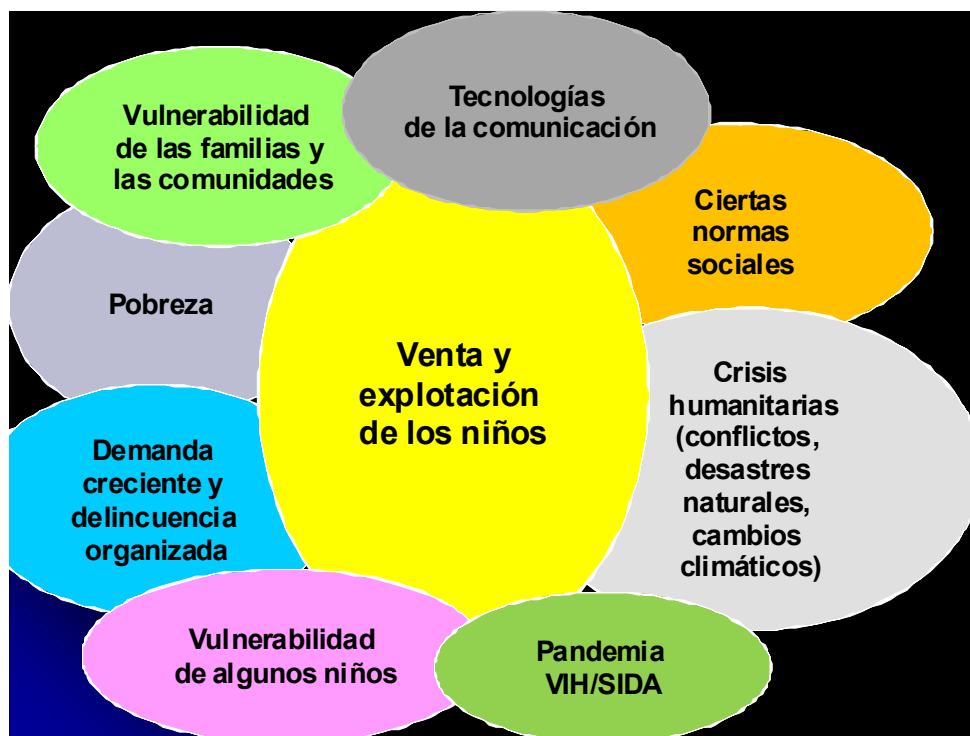 Vulnerabilidad
de las familias y
las comunidades
Tecnologías
de la comunicación
Ciertas
normas
sociales
Pobreza
Venta y
explotación
de los niños
Crisis
humanitarias
(conflictos,
desastres
naturales,
cambios
climáticos)
Demanda
creciente y
delincuencia
organizada
Vulnerabilidad
de algunos niños
Pandemia
VIH/SIDA